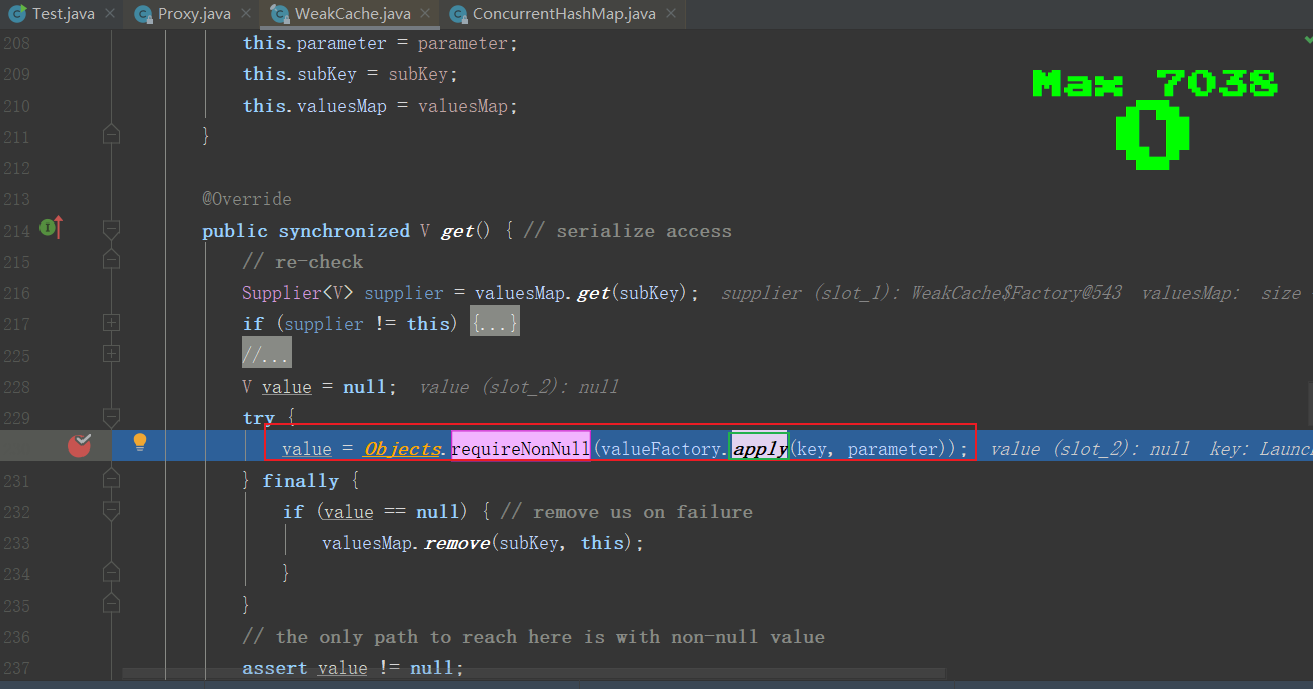 Test.java Proxy.java WeakCache.java ConcurrentHashMap.java
208 this.parameter = parameter;
209 this.subKey = subKey;
210 this.valuesMap = valuesMap;
211 }
212
213 @Override
214 public synchronized V get() { // serialize access
215 // re-check
216 Supplier<V> supplier = valuesMap.get(subKey); supplier (slot_1): WeakCache$Factory@543 valuesMap: size
217 if (supplier != this) {...}
225 //...
228 V value = null; value (slot_2): null
229 try {
value = Objects.requireNonNull(valueFactory.apply(key, parameter)); value (slot_2): null key: Launc
231 } finally {
232 if (value == null) { // remove us on failure
233 valuesMap.remove(subKey, this);
234 }
235 }
236 // the only path to reach here is with non-null value
237 assert value != null;
Max 7038
0